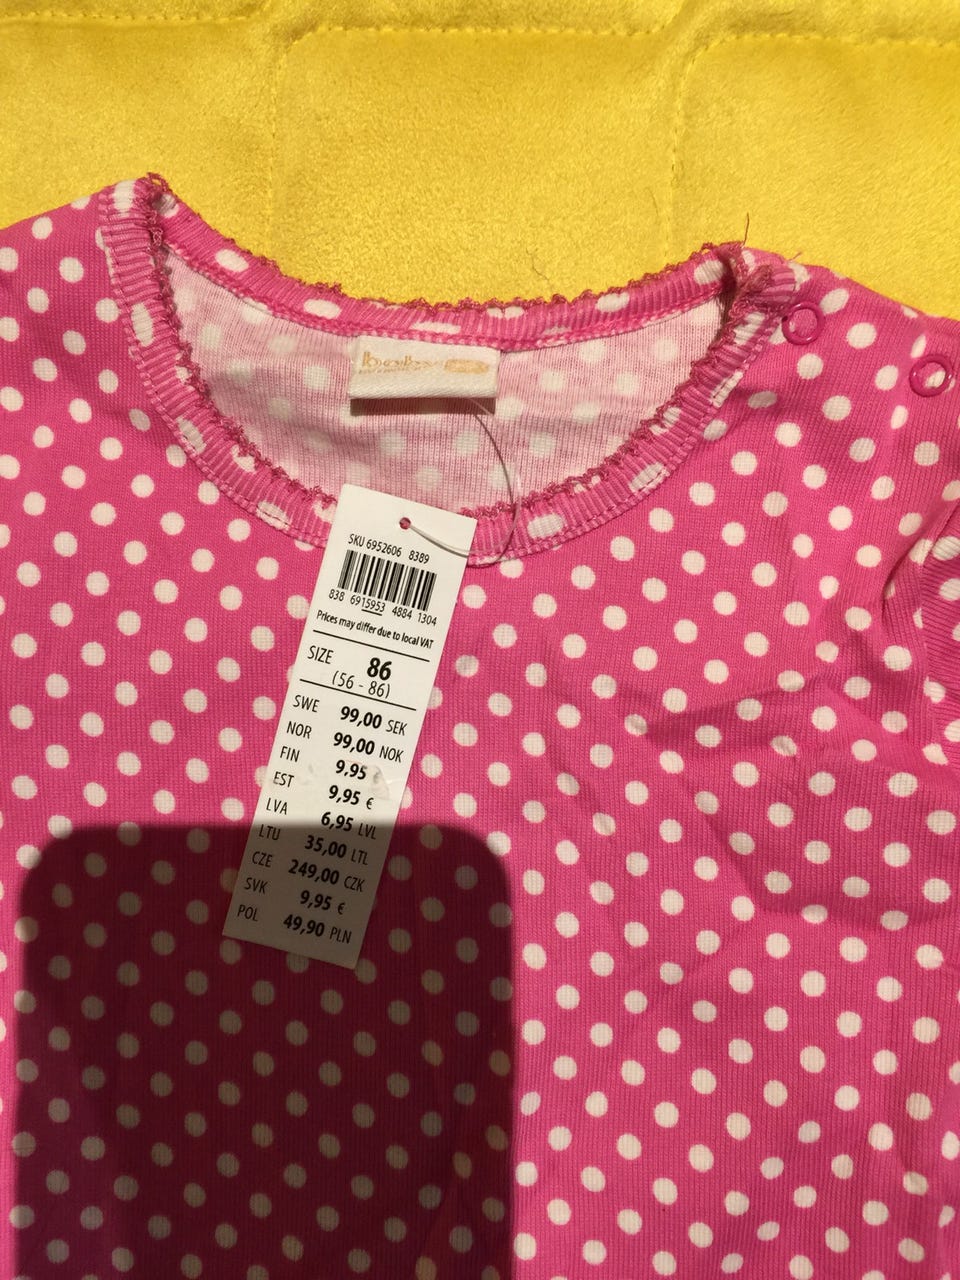 baby
SKU 6952606 8389
838 6915953 4884 1304
Prices may differ due to local VAT
SIZE 86
(56 - 86)
SWE 99,00 SEK
NOR 99,00 NOK
FIN 9,95
EST 9,95 €
LVA 6,95 LVL
LTU 35,00 LTL
CZE 249,00 CZK
SVK 9,95 €
POL 49,90 PLN